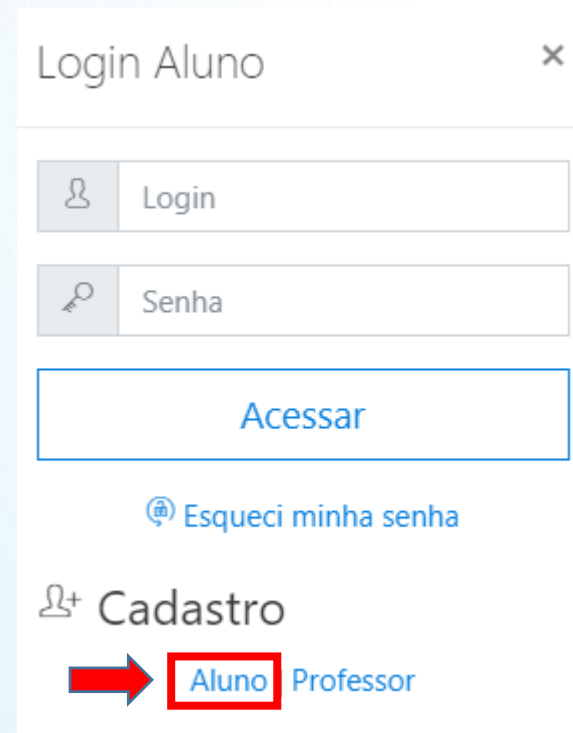 Login Aluno ×
Login
Senha
Acessar
Esqueci minha senha
Cadastro
Aluno Professor